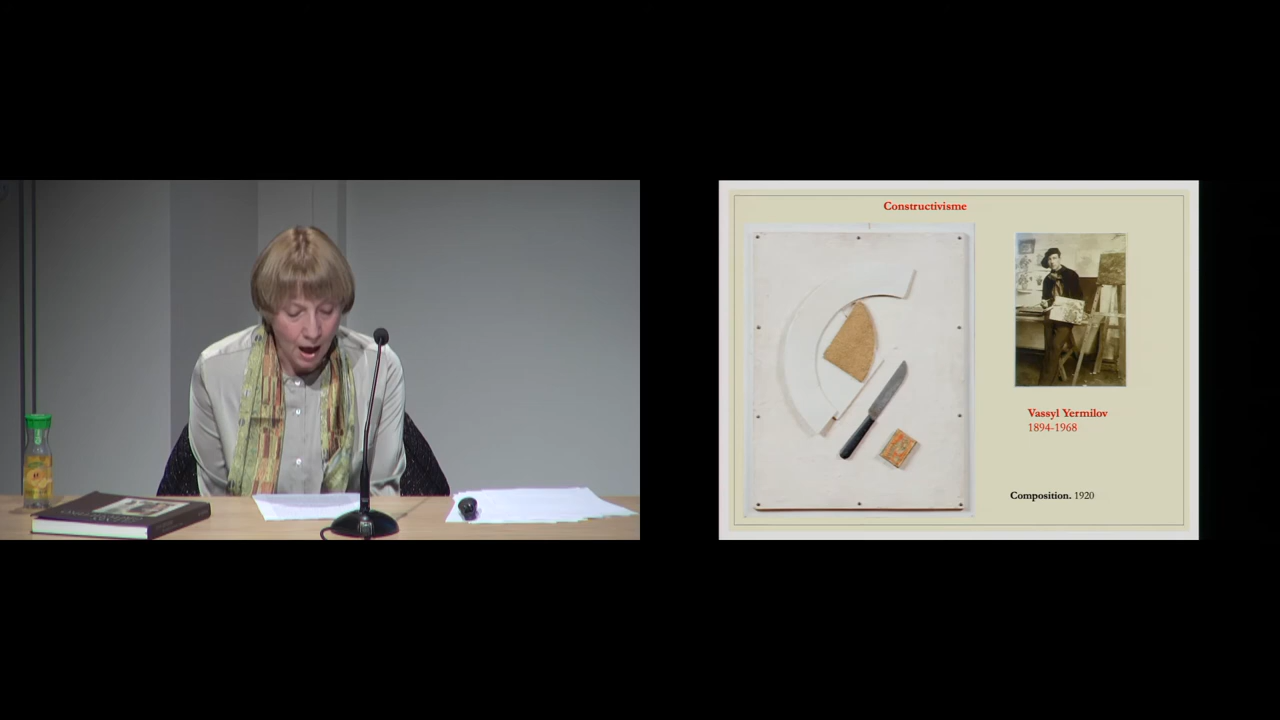 Constructivisme
Vassyl Yermilov
1894-1968
Composition. 1920